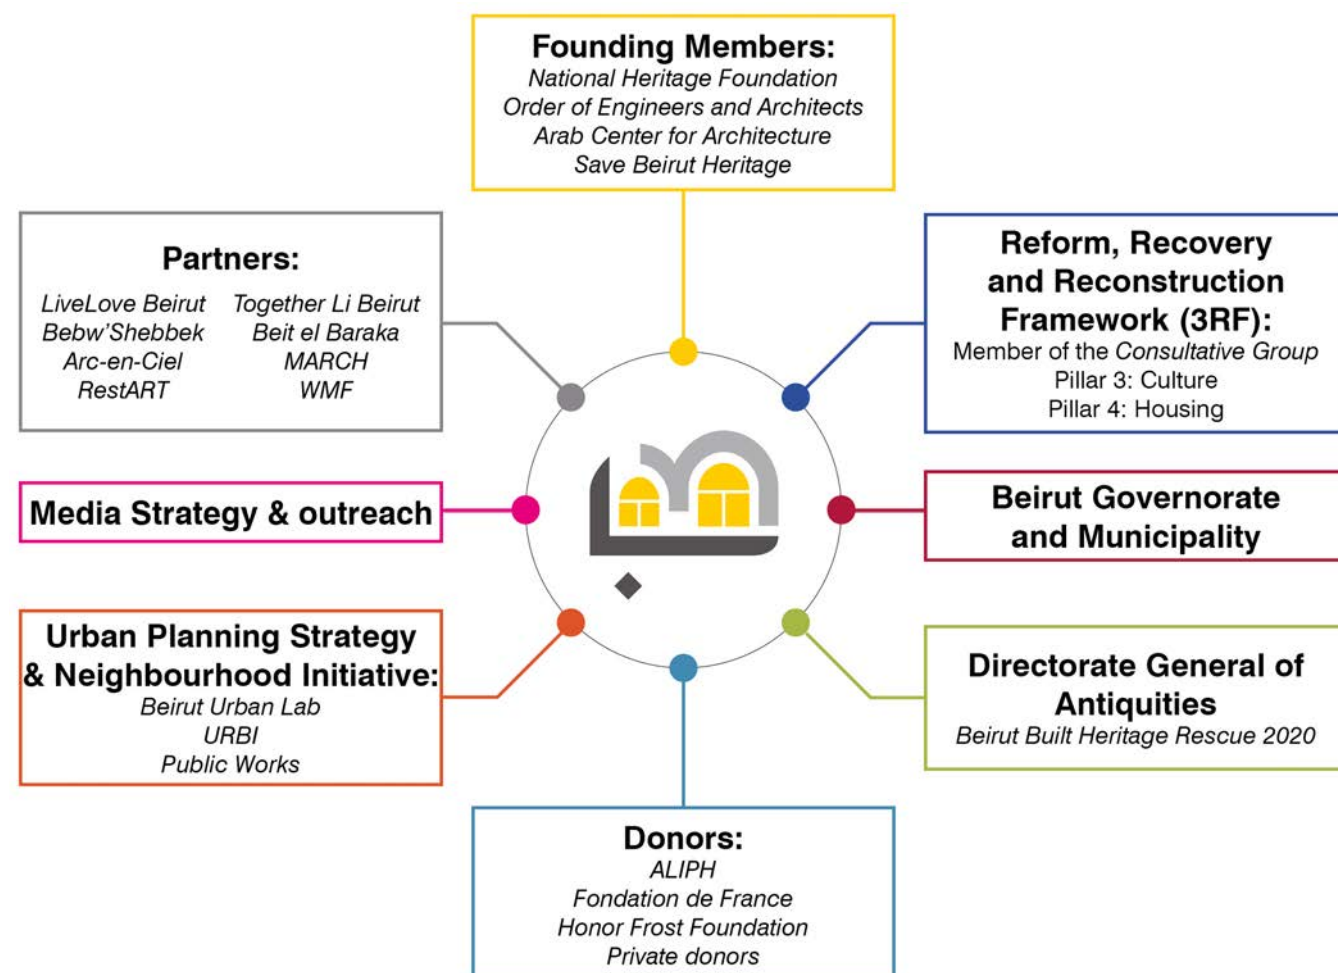 Founding Members:
National Heritage Foundation
Order of Engineers and Architects
Arab Center for Architecture
Save Beirut Heritage
Partners:
LiveLove Beirut
Bebw'Shebbek
Arc-en-Ciel
RestART
Together Li Beirut
Beit el Baraka
MARCH
WMF
Reform, Recovery
and Reconstruction
Framework (3RF):
Member of the Consultative Group
Pillar 3: Culture
Pillar 4: Housing
Media Strategy & outreach
Beirut Governorate
and Municipality
Urban Planning Strategy
& Neighbourhood Initiative:
Beirut Urban Lab
URBI
Public Works
Directorate General of
Antiquities
Beirut Built Heritage Rescue 2020
Donors:
ALIPH
Fondation de France
Honor Frost Foundation
Private donors